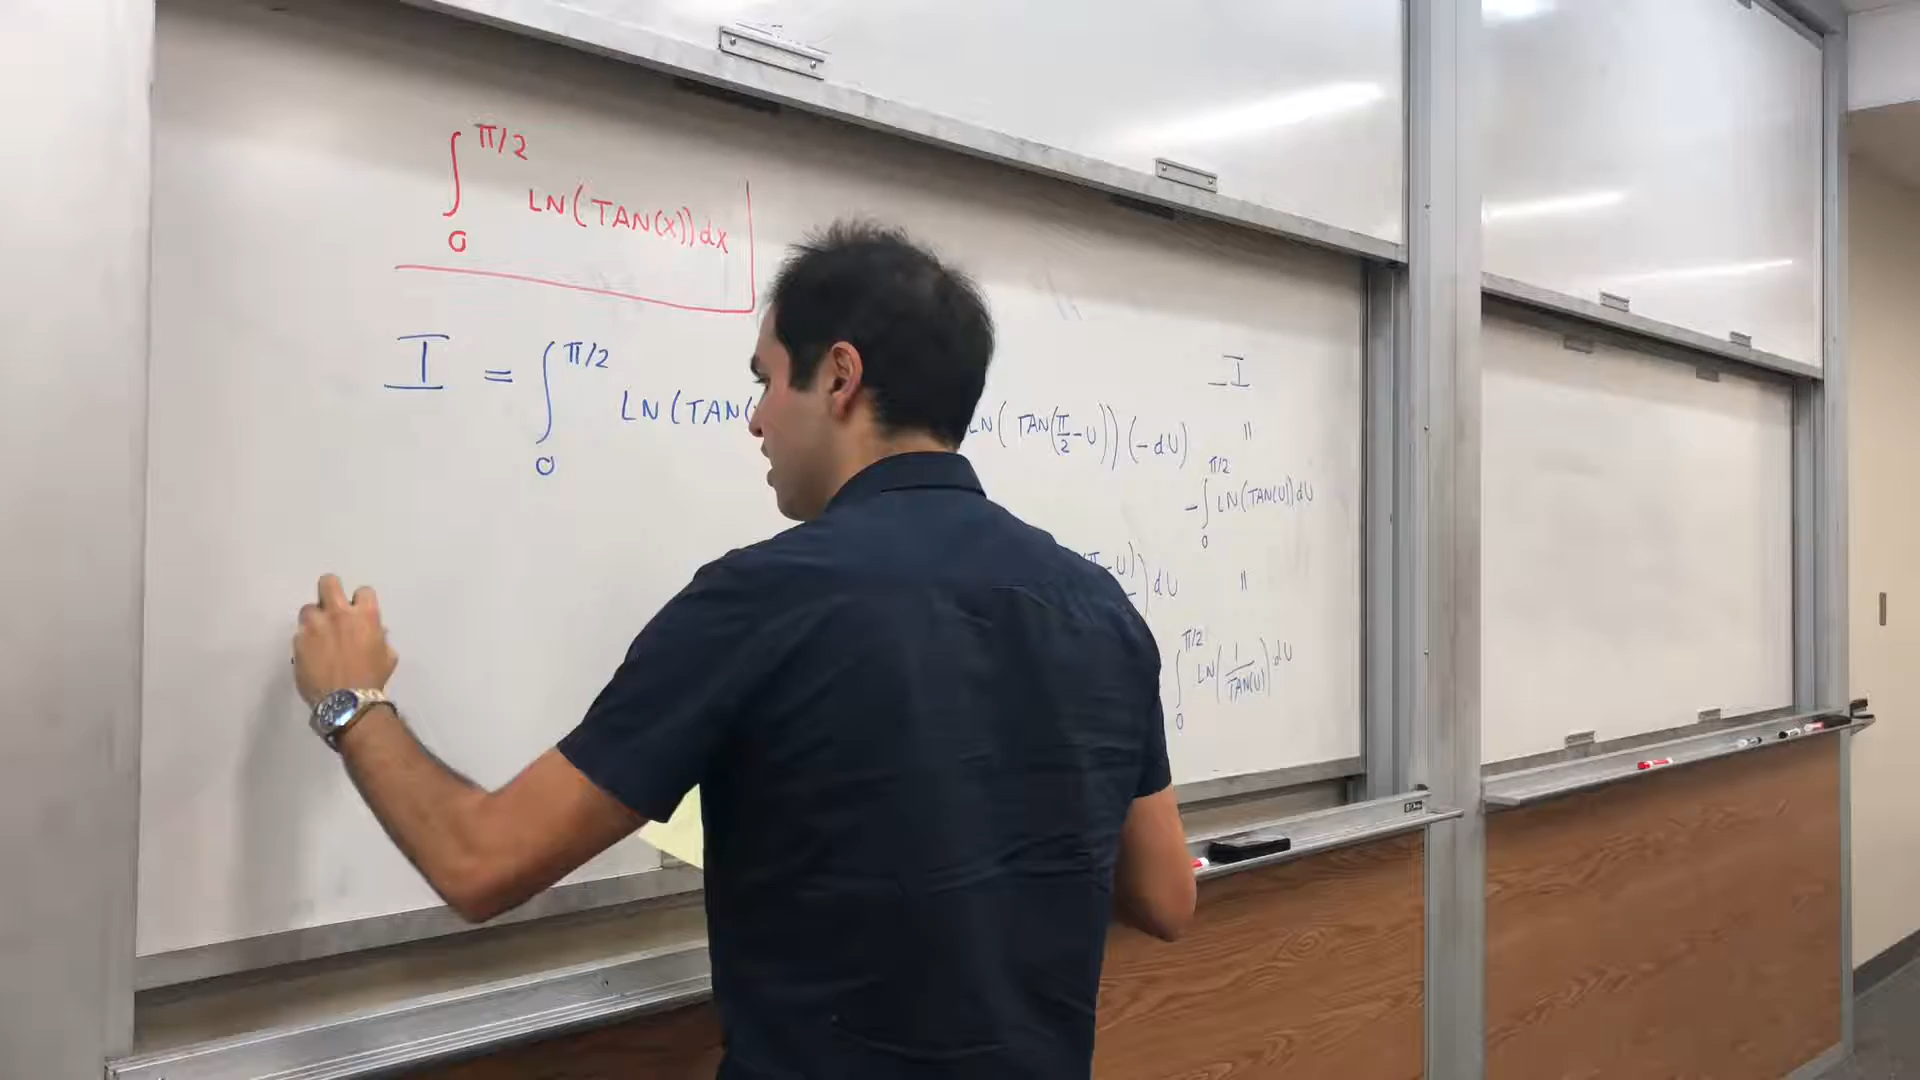 ∫₀^π/2 LN(TAN(X))dX
I = ∫₀^π/2 LN(TAN(
LN(TAN(π/2-U))(-dU)
-U) dU
-I
"
-∫₀^π/2 LN(TAN(U))dU
"
∫₀^π/2 LN(1/TAN(U))dU